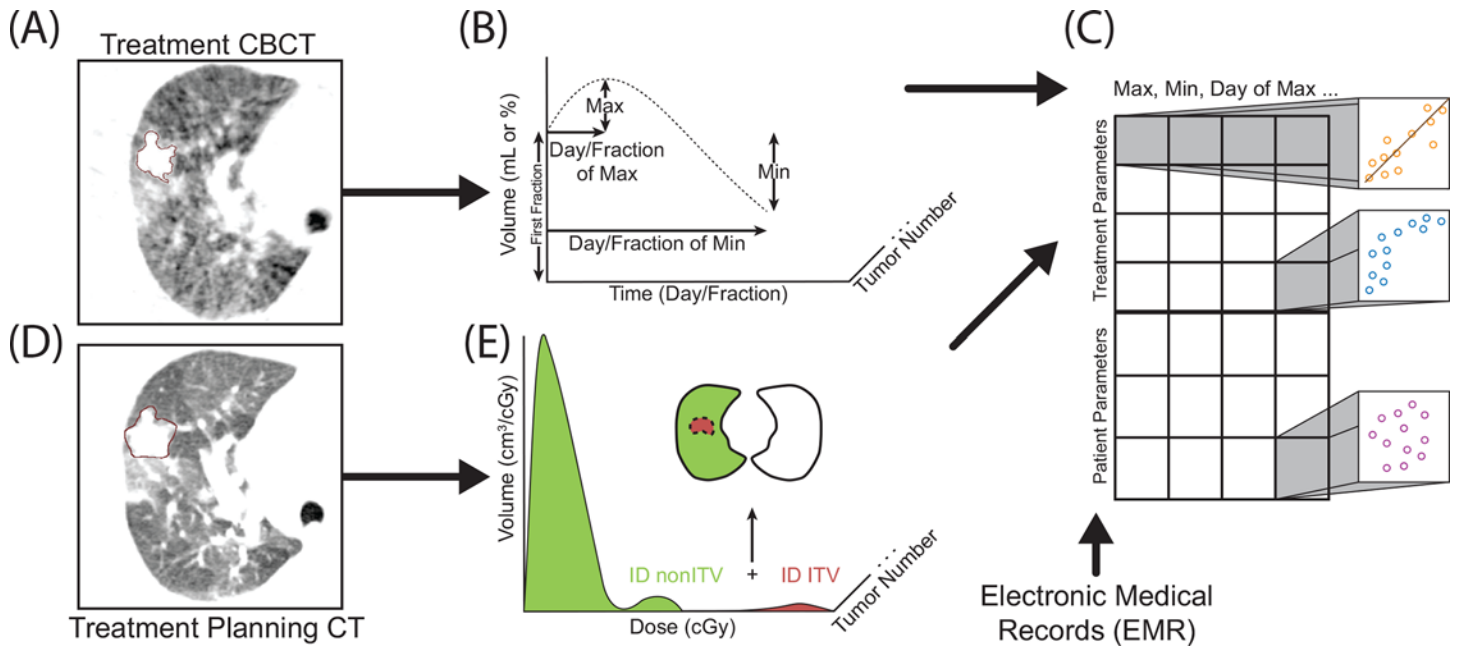 (A)
Treatment CBCT
(B)
Volume (mL or %)
First Fraction
Max
Day/Fraction
of Max
Min
Day/Fraction of Min
Time (Day/Fraction)
Tumor Number
(C)
Max, Min, Day of Max ...
Treatment Parameters
Patient Parameters
Electronic Medical
Records (EMR)
(D)
Treatment Planning CT
(E)
Volume (cm³/cGy)
ID nonITV + ID ITV
Dose (cGy)
Tumor Number